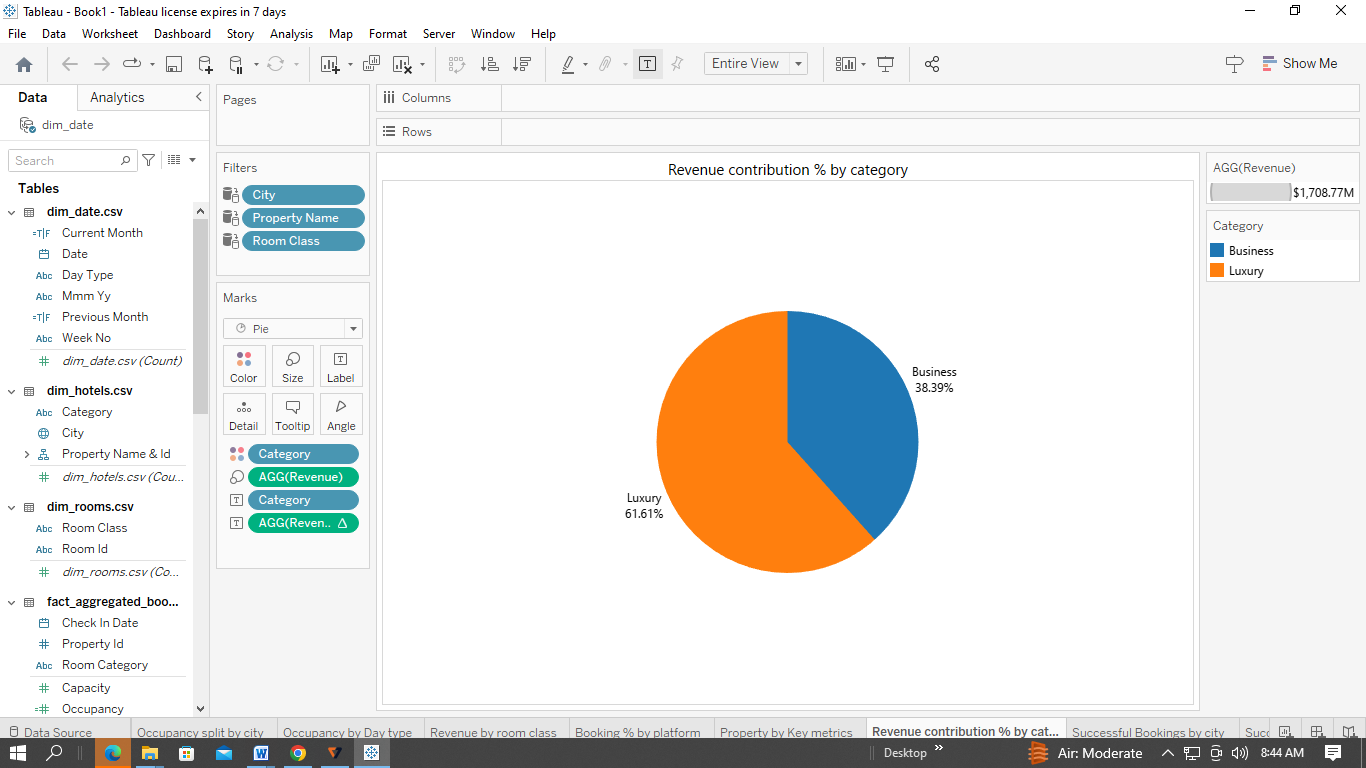 Tableau - Book1 - Tableau license expires in 7 days
File Data Worksheet Dashboard Story Analysis Map Format Server Window Help
Entire View
Show Me
Data Analytics
dim_date
Search
Tables
dim_date.csv
Current Month
Date
Abc Day Type
Abc Mmm Yy
Previous Month
Abc Week No
dim_date.csv (Count)
dim_hotels.csv
Abc Category
City
Property Name & Id
dim_hotels.csv (Cou...
dim_rooms.csv
Abc Room Class
Abc Room Id
dim_rooms.csv (Co...
fact_aggregated_boo...
Check In Date
Property Id
Abc Room Category
Capacity
Occupancy
Pages
Filters
City
Property Name
Room Class
Marks
Pie
Color Size Label
Detail Tooltip Angle
Category
AGG(Revenue)
Category
AGG(Reven..
Columns
Rows
Revenue contribution % by category
Business
38.39%
Luxury
61.61%
AGG(Revenue)
$1,708.77M
Category
Business
Luxury
Data Source Occupancy split by city Occupancy by Day type Revenue by room class Booking % by platform Property by Key metrics Revenue contribution % by cat... Successful Bookings by city Succ
Desktop » Air: Moderate 8:44 AM